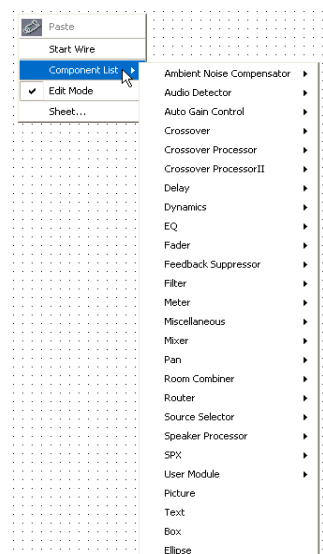 Paste
Start Wire
Component List
Edit Mode
Sheet...
Ambient Noise Compensator
Audio Detector
Auto Gain Control
Crossover
Crossover Processor
Crossover ProcessorII
Delay
Dynamics
EQ
Fader
Feedback Suppressor
Filter
Meter
Miscellaneous
Mixer
Pan
Room Combiner
Router
Source Selector
Speaker Processor
SPX
User Module
Picture
Text
Box
Ellipse